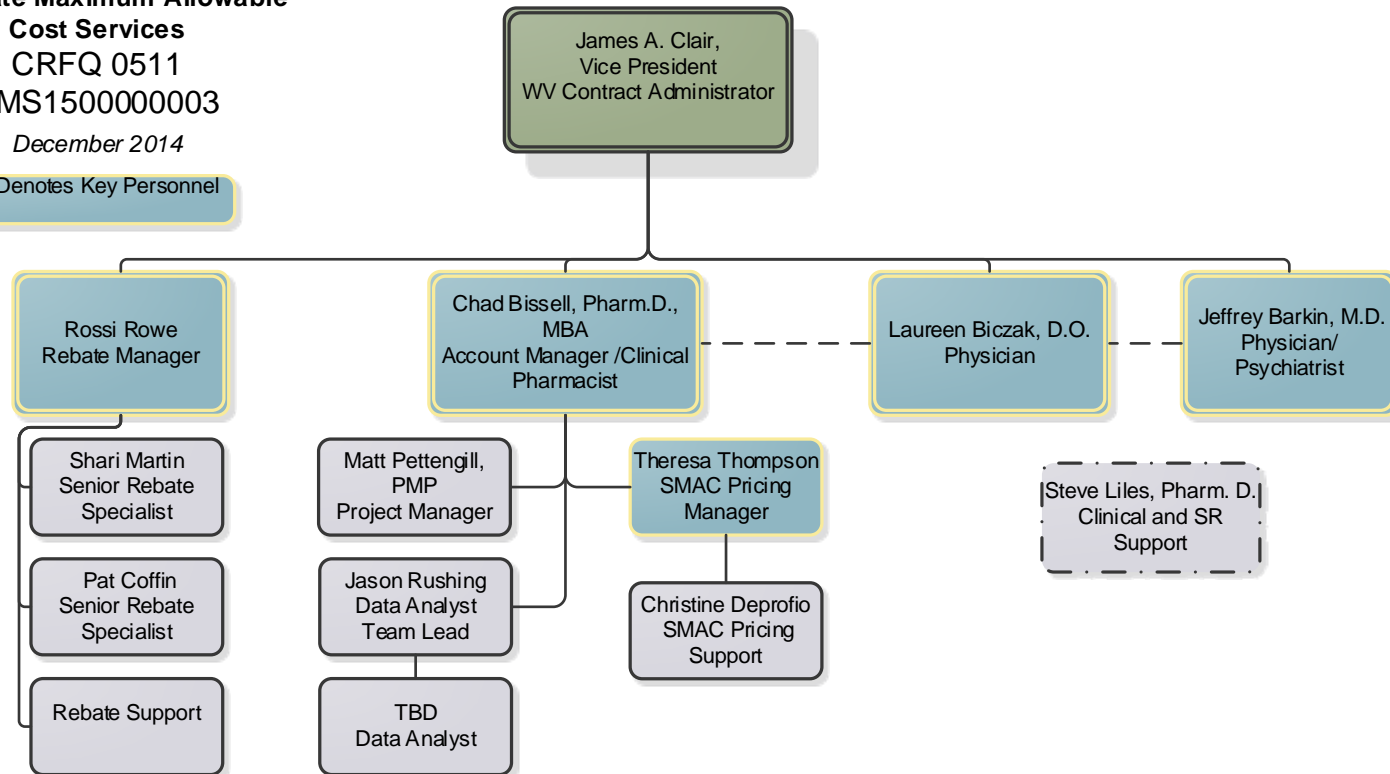 Maximum Allowable
Cost Services
CRFQ 0511
MS1500000003
December 2014
Denotes Key Personnel
James A. Clair,
Vice President
WV Contract Administrator
Rossi Rowe
Rebate Manager
Chad Bissell, Pharm.D.,
MBA
Account Manager /Clinical
Pharmacist
Laureen Biczak, D.O.
Physician
Jeffrey Barkin, M.D.
Physician/
Psychiatrist
Shari Martin
Senior Rebate
Specialist
Matt Pettengill,
PMP
Project Manager
Theresa Thompson
SMAC Pricing
Manager
Steve Liles, Pharm. D.
Clinical and SR
Support
Pat Coffin
Senior Rebate
Specialist
Jason Rushing
Data Analyst
Team Lead
Christine Deprofio
SMAC Pricing
Support
Rebate Support
TBD
Data Analyst